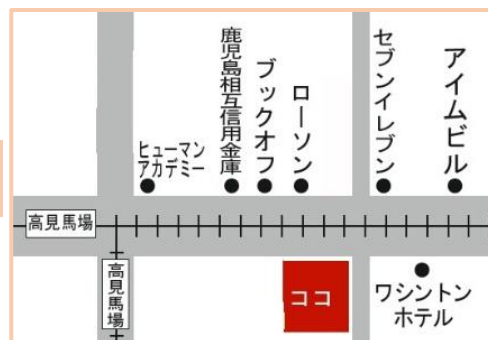 ヒューマン
アカデミー
鹿児島相互信用金庫
ブックオフ
ローソン
セブンイレブン
アイムビル
高見馬場
高見馬場
ココ
ワシントン
ホテル